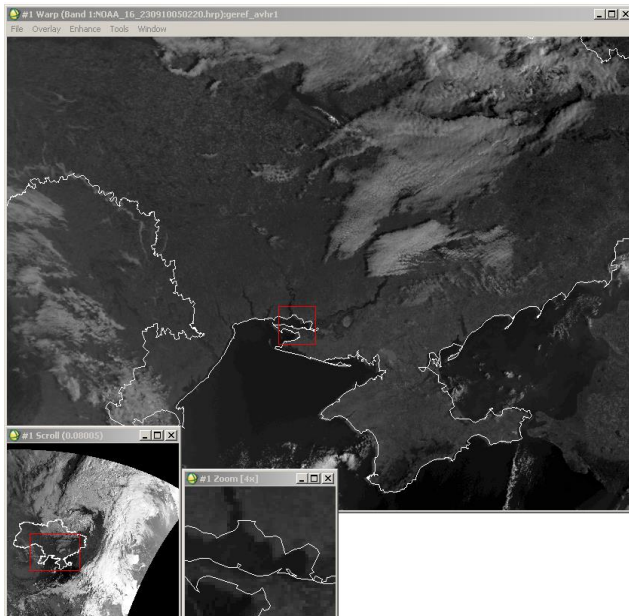 #1 Warp (Band 1:NOAA_16_230910050220.hrp):georef_avhr1
File Overlay Enhance Tools Window
#1 Scroll (0.08005)
#1 Zoom [4x]